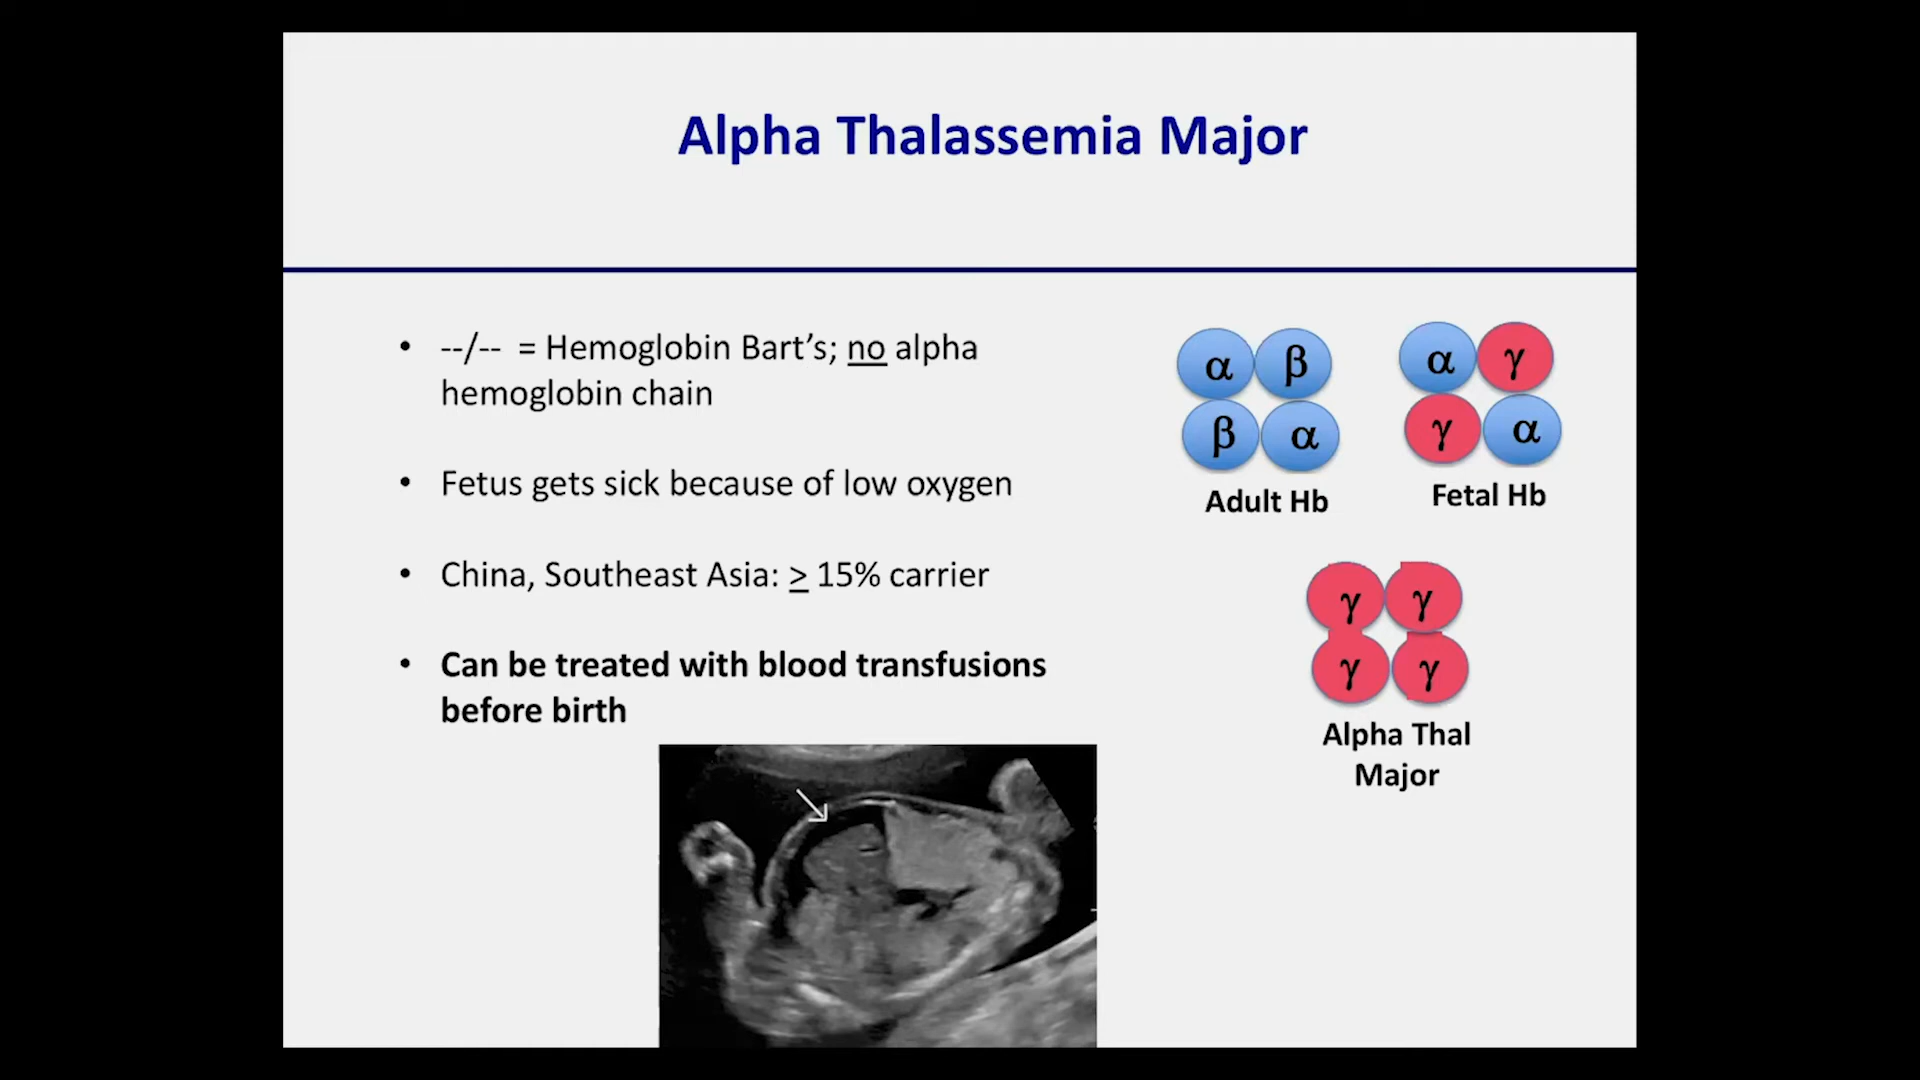 Alpha Thalassemia Major
• --/-- = Hemoglobin Bart’s; no alpha
hemoglobin chain
• Fetus gets sick because of low oxygen
• China, Southeast Asia: ≥ 15% carrier
• Can be treated with blood transfusions
before birth
α β
β α
Adult Hb
α γ
γ α
Fetal Hb
γ γ
γ γ
Alpha Thal
Major